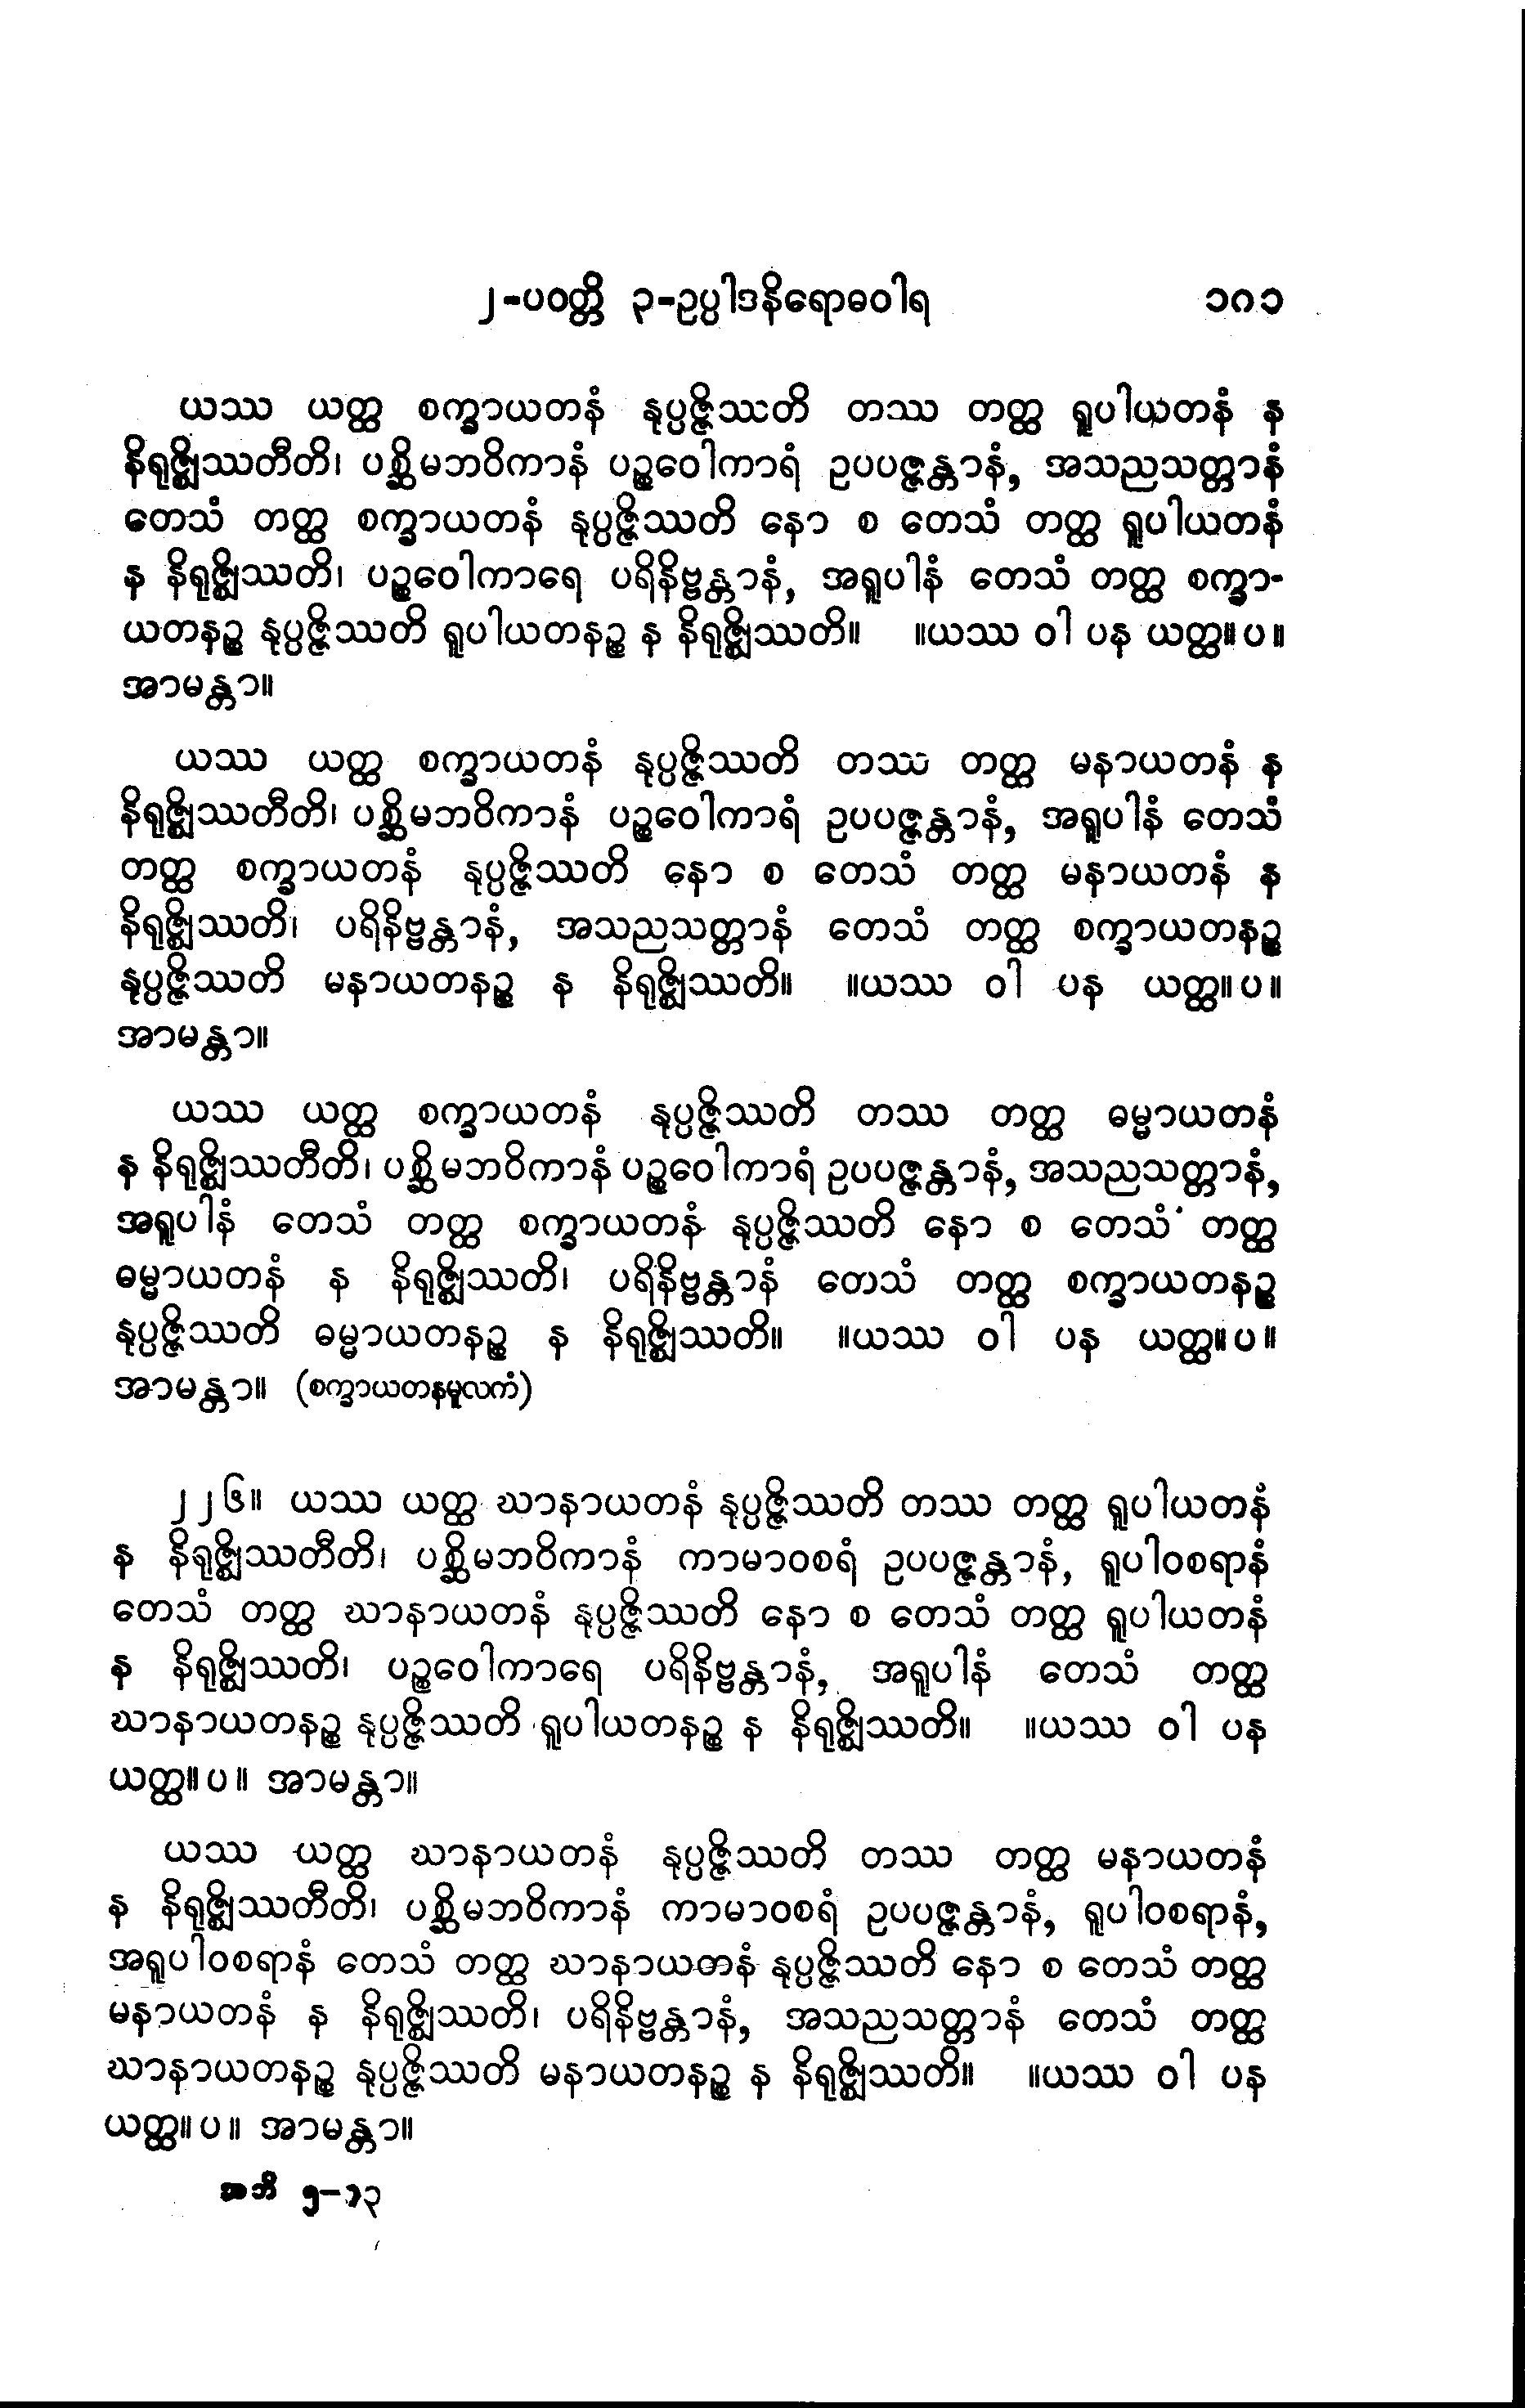 ၂-ပဝတ္တိ ၃-ဥပ္ပါဒနိရောဓဝါရ ၁၈၁
ယဿ ယတ္ထ စက္ခာယတနံ နုပ္ပဇ္ဇိဿတိ တဿ တတ္ထ ရူပါယတနံ န
နိရုဇ္ဈိဿတီတိ၊ ပစ္ဆိမဘဝိကာနံ ပဉ္စဝေါကာရံ ဥပပဇ္ဇန္တာနံ, အသညသတ္တာနံ
တေသံ တတ္ထ စက္ခာယတနံ နုပ္ပဇ္ဇိဿတိ နော စ တေသံ တတ္ထ ရူပါယတနံ
န နိရုဇ္ဈိဿတိ၊ ပဉ္စဝေါကာရေ ပရိနိဗ္ဗန္တာနံ, အရူပါနံ တေသံ တတ္ထ စက္ခာ-
ယတနဉ္စ နုပ္ပဇ္ဇိဿတိ ရူပါယတနဉ္စ န နိရုဇ္ဈိဿတိ။ ။ယဿ ဝါ ပန ယတ္ထ။ပ။
အာမန္တာ။
ယဿ ယတ္ထ စက္ခာယတနံ နုပ္ပဇ္ဇိဿတိ တဿ တတ္ထ မနာယတနံ န
နိရုဇ္ဈိဿတီတိ၊ ပစ္ဆိမဘဝိကာနံ ပဉ္စဝေါကာရံ ဥပပဇ္ဇန္တာနံ, အရူပါနံ တေသံ
တတ္ထ စက္ခာယတနံ နုပ္ပဇ္ဇိဿတိ နော စ တေသံ တတ္ထ မနာယတနံ န
နိရုဇ္ဈိဿတိ၊ ပရိနိဗ္ဗန္တာနံ, အသညသတ္တာနံ တေသံ တတ္ထ စက္ခာယတနဉ္စ
နုပ္ပဇ္ဇိဿတိ မနာယတနဉ္စ န နိရုဇ္ဈိဿတိ။ ။ယဿ ဝါ ပန ယတ္ထ။ပ။
အာမန္တာ။
ယဿ ယတ္ထ စက္ခာယတနံ နုပ္ပဇ္ဇိဿတိ တဿ တတ္ထ ဓမ္မာယတနံ
န နိရုဇ္ဈိဿတီတိ၊ ပစ္ဆိမဘဝိကာနံ ပဉ္စဝေါကာရံ ဥပပဇ္ဇန္တာနံ, အသညသတ္တာနံ,
အရူပါနံ တေသံ တတ္ထ စက္ခာယတနံ နုပ္ပဇ္ဇိဿတိ နော စ တေသံ တတ္ထ
ဓမ္မာယတနံ န နိရုဇ္ဈိဿတိ၊ ပရိနိဗ္ဗန္တာနံ တေသံ တတ္ထ စက္ခာယတနဉ္စ
နုပ္ပဇ္ဇိဿတိ ဓမ္မာယတနဉ္စ န နိရုဇ္ဈိဿတိ။ ။ယဿ ဝါ ပန ယတ္ထ။ပ။
အာမန္တာ။ (စက္ခာယတနမူလကံ)
၂၂၆။ ယဿ ယတ္ထ ဃာနာယတနံ နုပ္ပဇ္ဇိဿတိ တဿ တတ္ထ ရူပါယတနံ
န နိရုဇ္ဈိဿတီတိ၊ ပစ္ဆိမဘဝိကာနံ ကာမာဝစရံ ဥပပဇ္ဇန္တာနံ, ရူပါဝစရာနံ
တေသံ တတ္ထ ဃာနာယတနံ နုပ္ပဇ္ဇိဿတိ နော စ တေသံ တတ္ထ ရူပါယတနံ
န နိရုဇ္ဈိဿတိ၊ ပဉ္စဝေါကာရေ ပရိနိဗ္ဗန္တာနံ, အရူပါနံ တေသံ တတ္ထ
ဃာနာယတနဉ္စ နုပ္ပဇ္ဇိဿတိ ရူပါယတနဉ္စ န နိရုဇ္ဈိဿတိ။ ။ယဿ ဝါ ပန
ယတ္ထ။ပ။ အာမန္တာ။
ယဿ ယတ္ထ ဃာနာယတနံ နုပ္ပဇ္ဇိဿတိ တဿ တတ္ထ မနာယတနံ
န နိရုဇ္ဈိဿတီတိ၊ ပစ္ဆိမဘဝိကာနံ ကာမာဝစရံ ဥပပဇ္ဇန္တာနံ, ရူပါဝစရာနံ,
အရူပါဝစရာနံ တေသံ တတ္ထ ဃာနာယတနံ နုပ္ပဇ္ဇိဿတိ နော စ တေသံ တတ္ထ
မနာယတနံ န နိရုဇ္ဈိဿတိ၊ ပရိနိဗ္ဗန္တာနံ, အသညသတ္တာနံ တေသံ တတ္ထ
ဃာနာယတနဉ္စ နုပ္ပဇ္ဇိဿတိ မနာယတနဉ္စ န နိရုဇ္ဈိဿတိ။ ။ယဿ ဝါ ပန
ယတ္ထ။ပ။ အာမန္တာ။
အဘိ ၅-၁၃